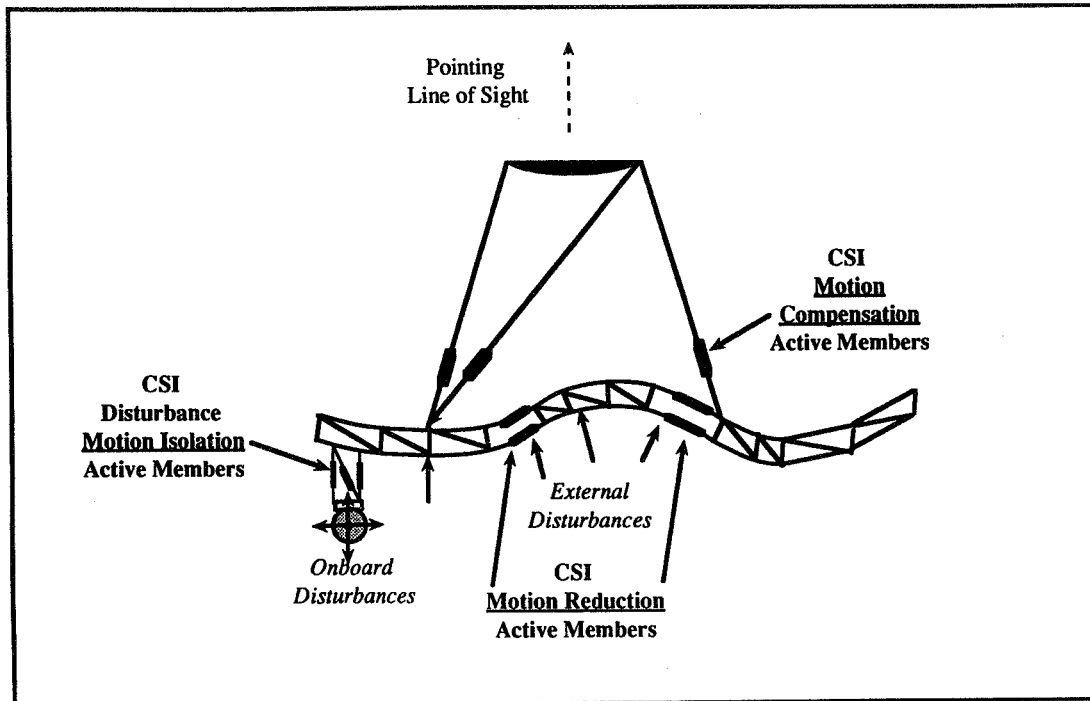 Pointing
Line of Sight
CSI
Motion
Compensation
Active Members
CSI
Disturbance
Motion Isolation
Active Members
External
Disturbances
Onboard
Disturbances
CSI
Motion Reduction
Active Members